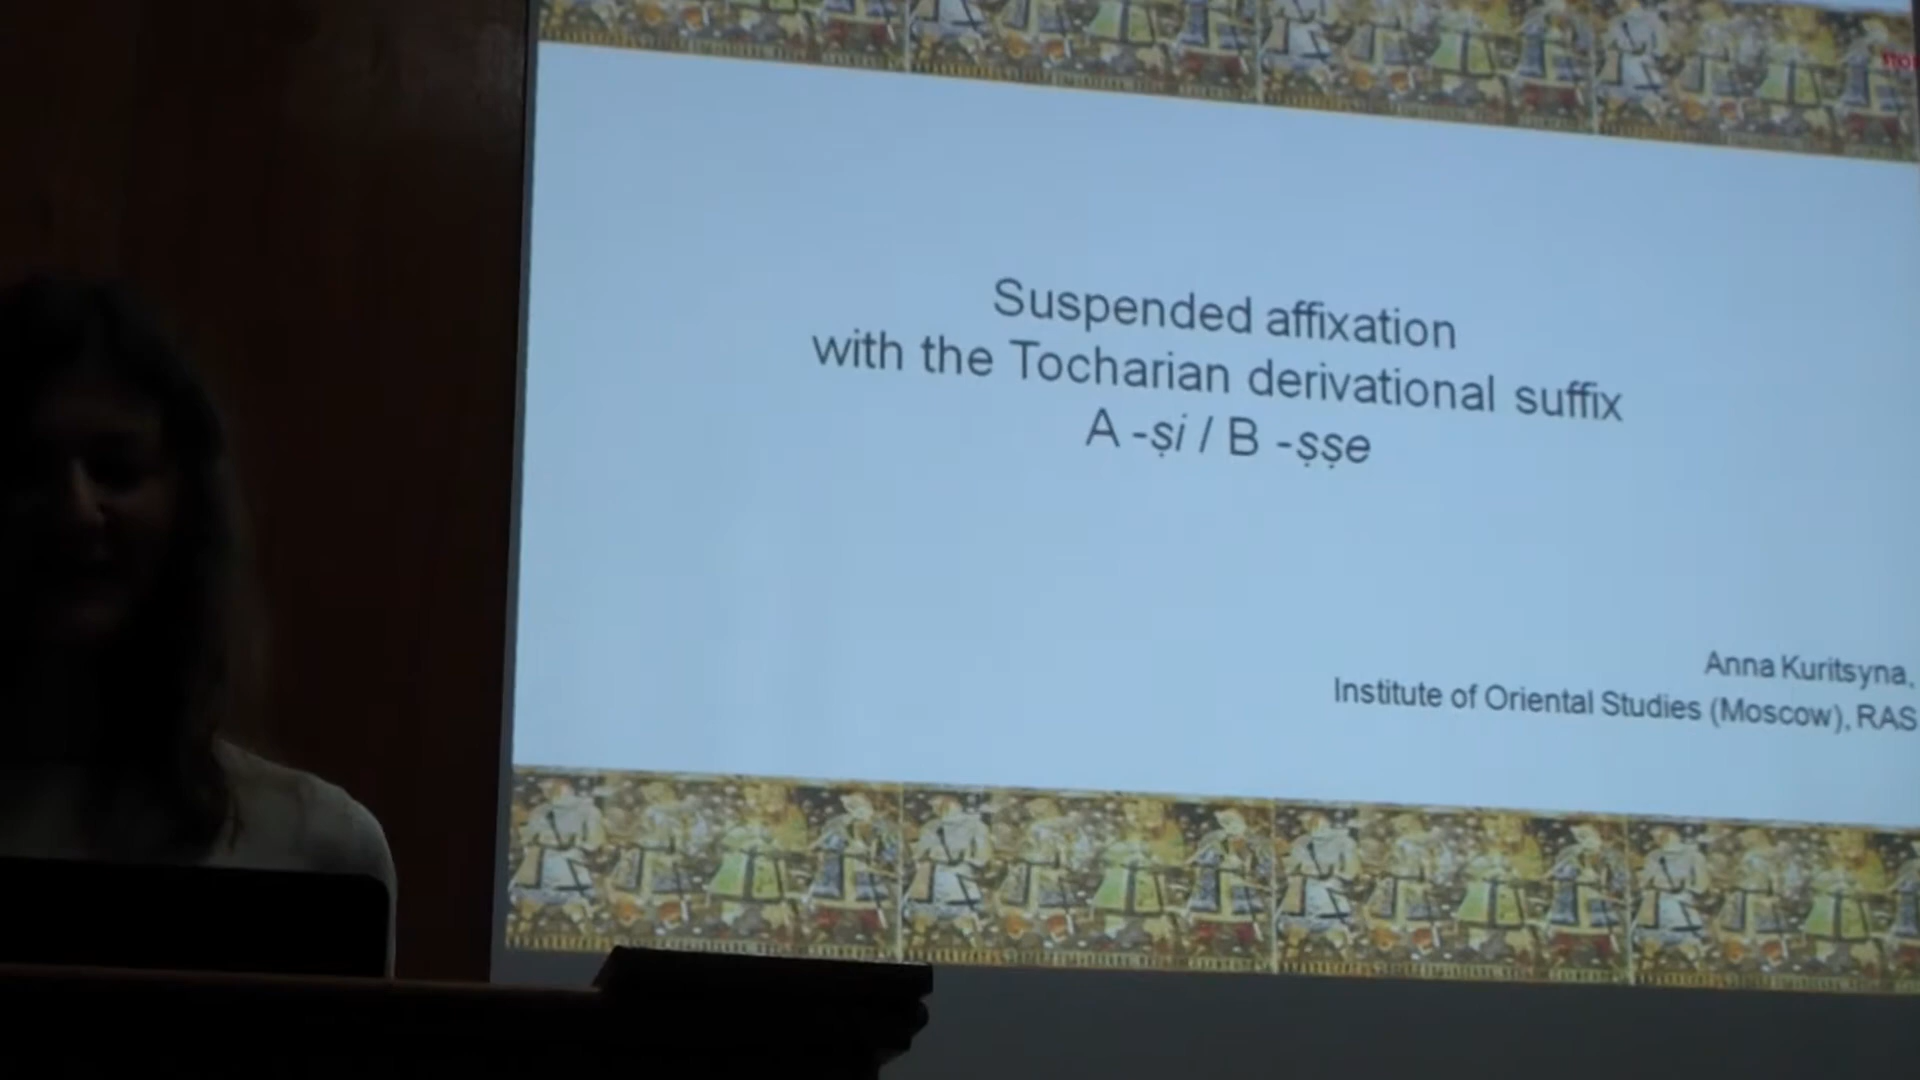 Suspended affixation
with the Tocharian derivational suffix
A -ṣi / B -ṣṣe
Anna Kuritsyna,
Institute of Oriental Studies (Moscow), RAS